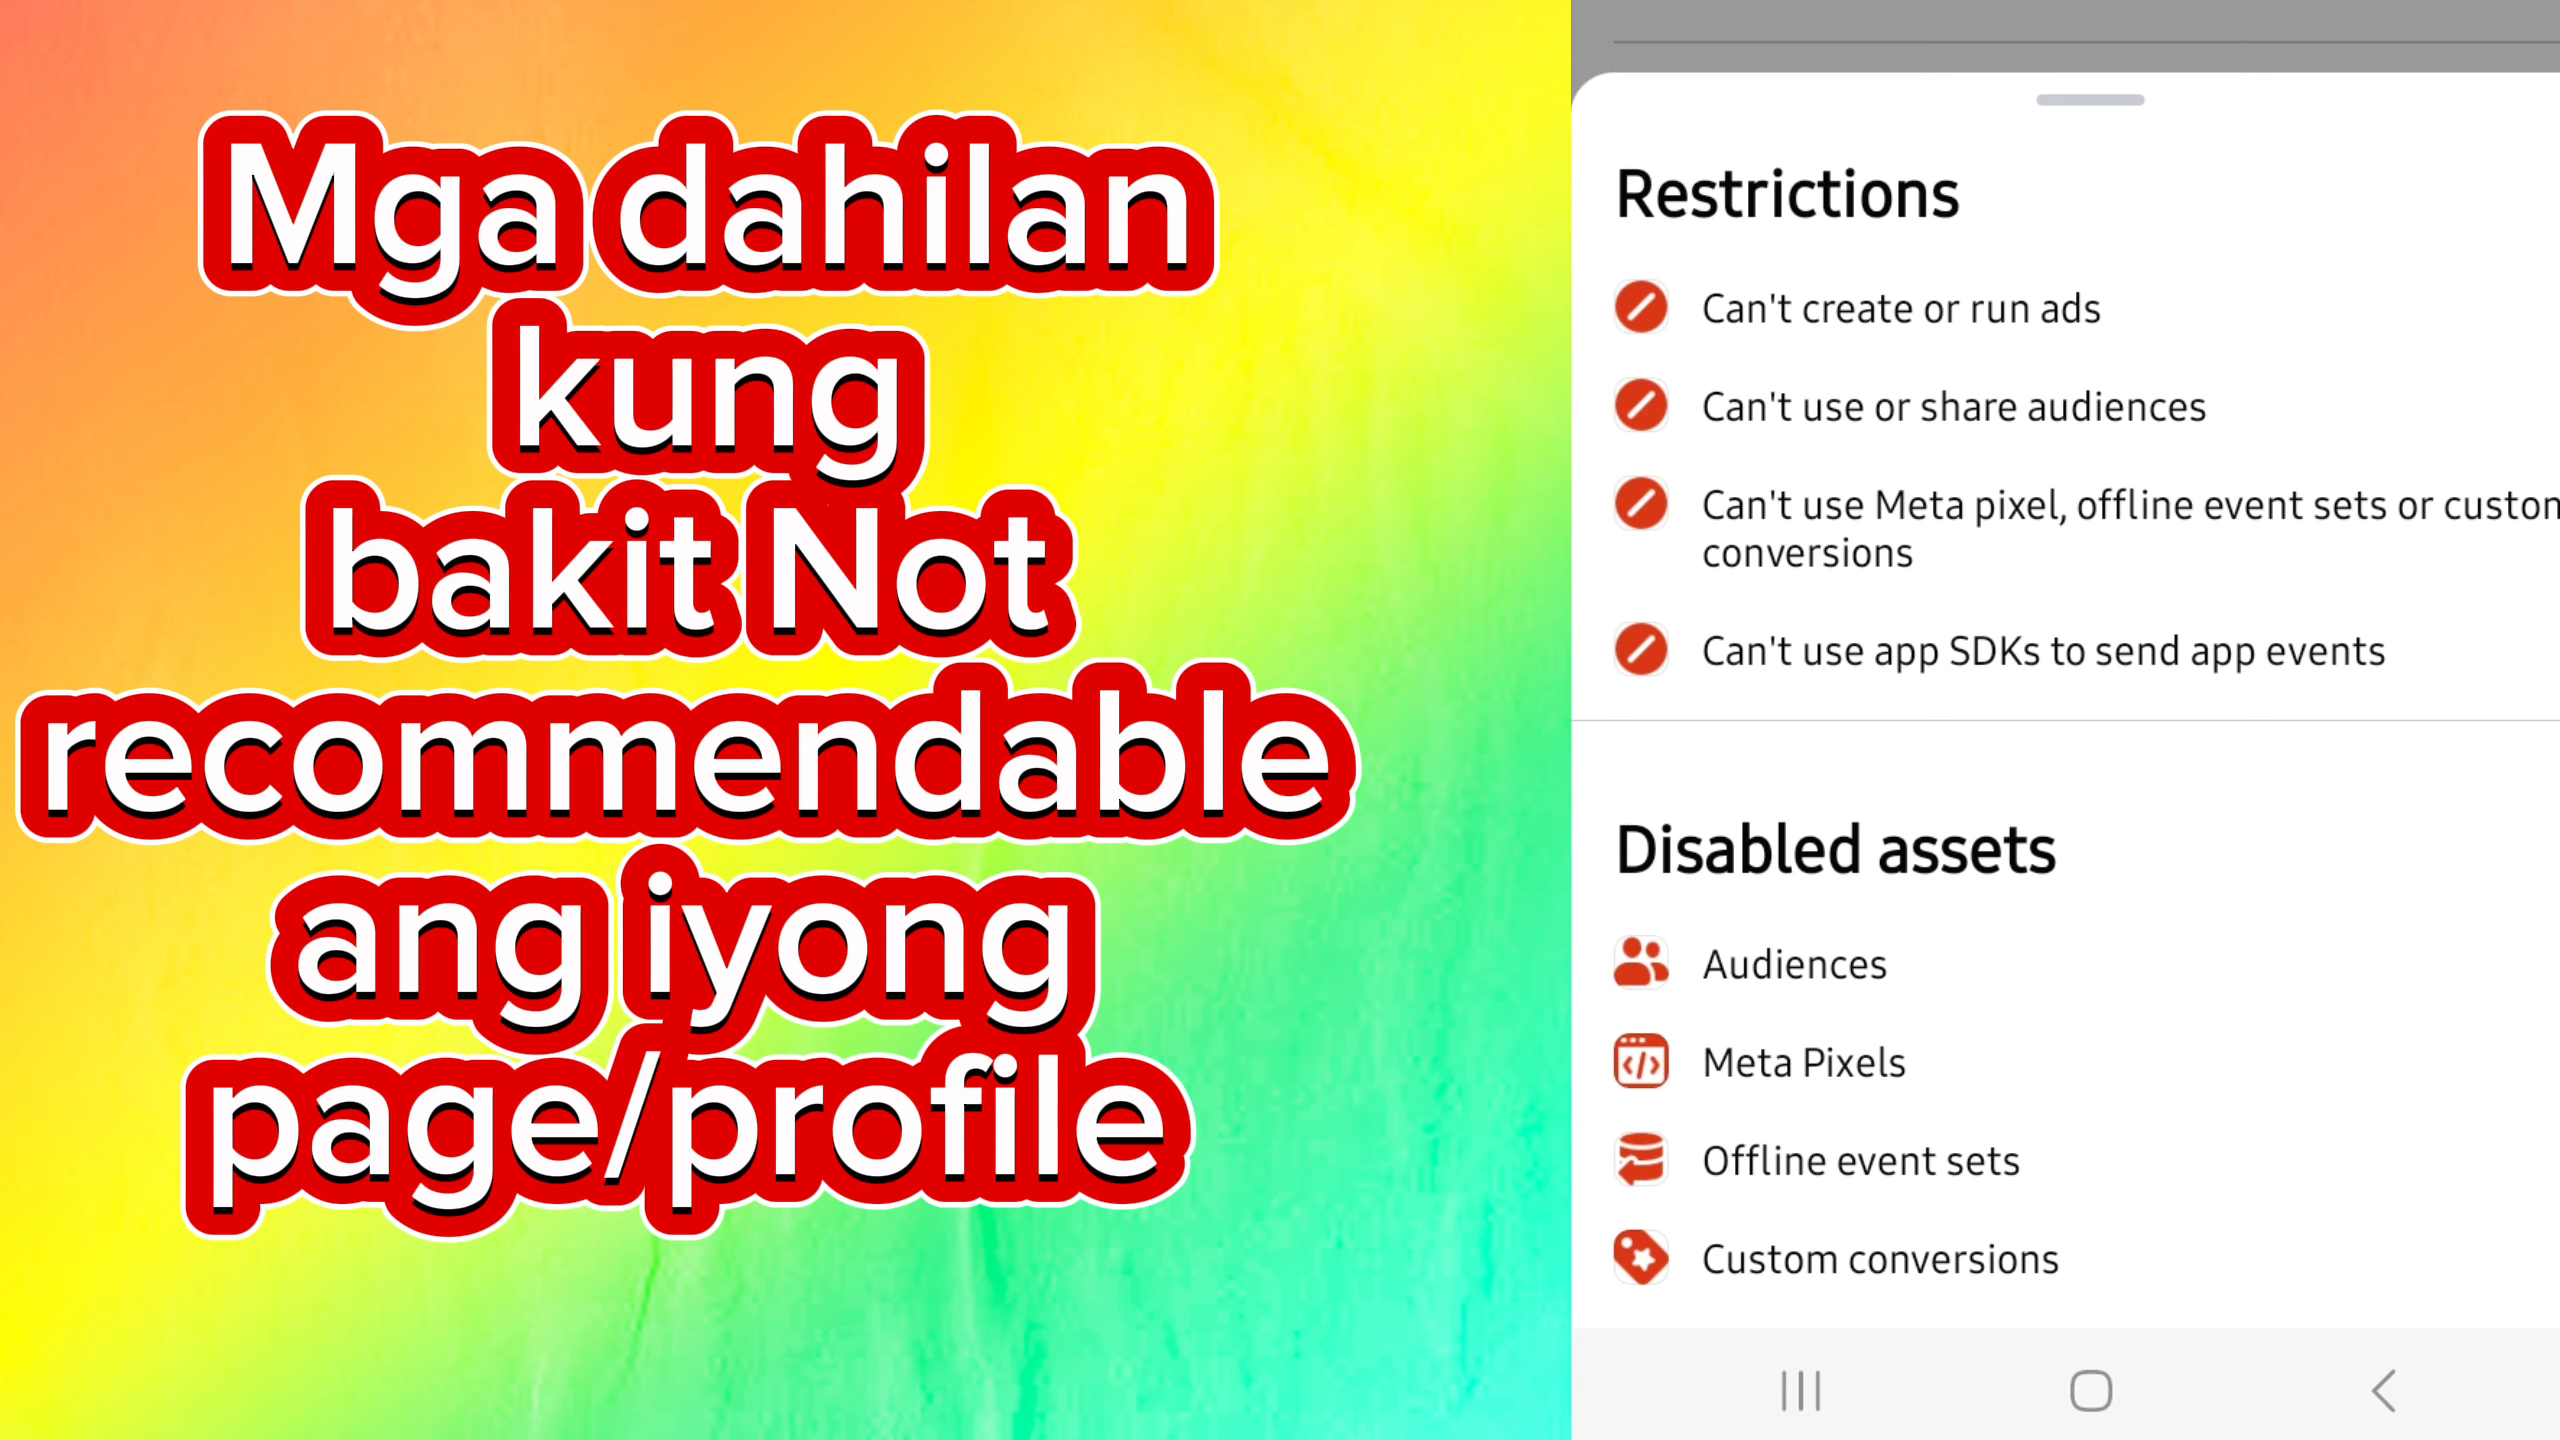 Mga dahilan
kung
bakit Not
recommendable
ang iyong
page/profile
Restrictions
Can't create or run ads
Can't use or share audiences
Can't use Meta pixel, offline event sets or custom
conversions
Can't use app SDKs to send app events
Disabled assets
Audiences
Meta Pixels
Offline event sets
Custom conversions